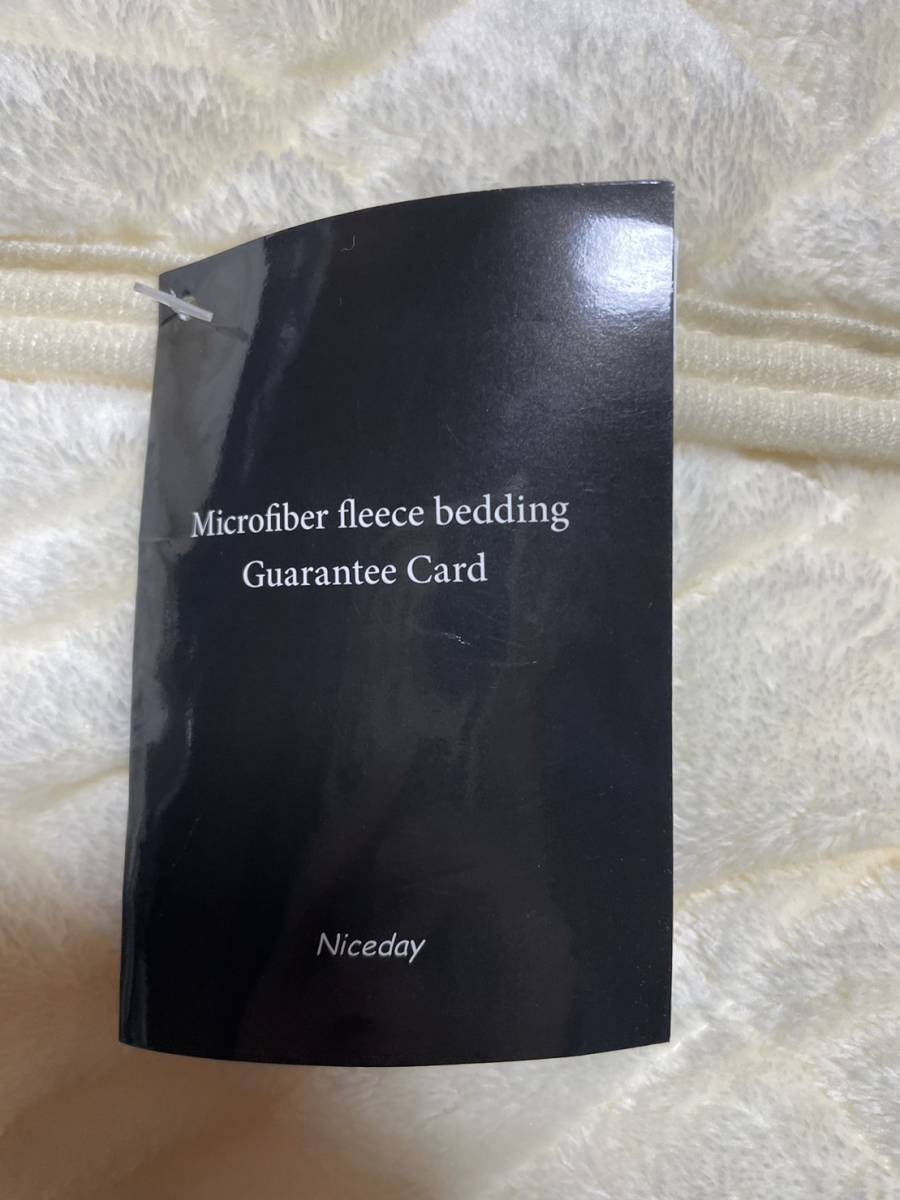 Microfiber fleece bedding
Guarantee Card
Niceday